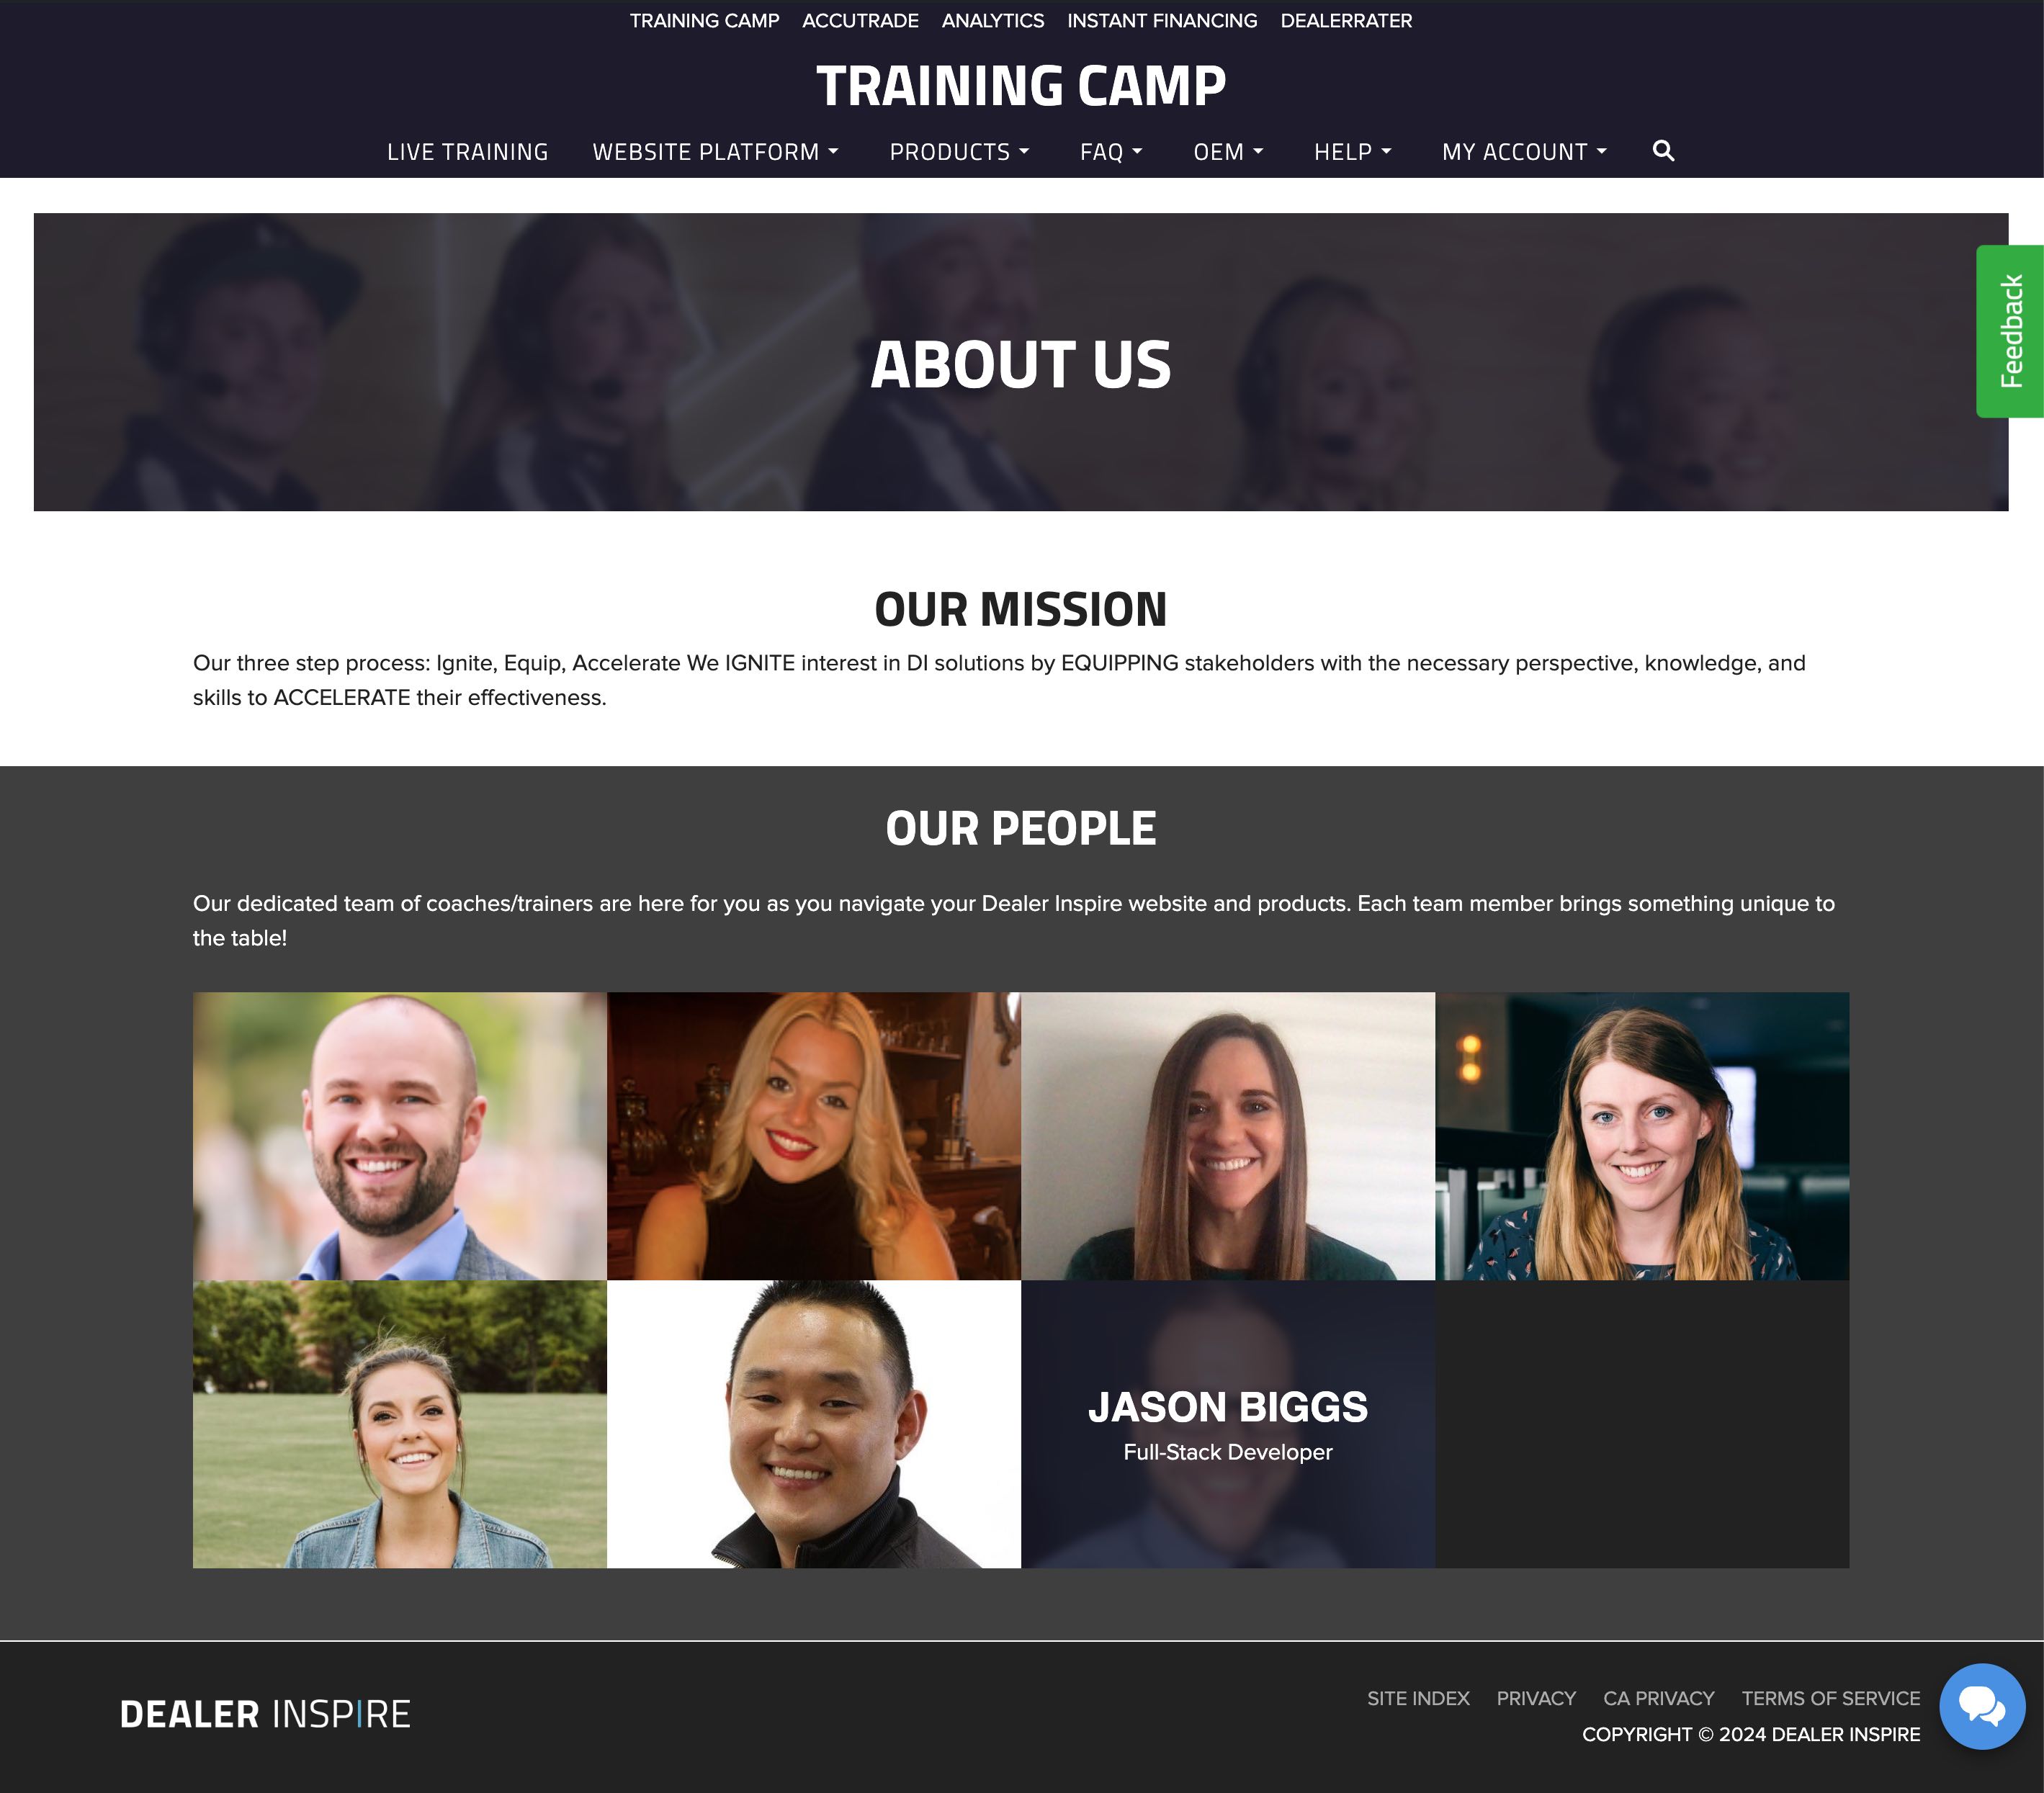 TRAINING CAMP ACCUTRADE ANALYTICS INSTANT FINANCING DEALERRATER
TRAINING CAMP
LIVE TRAINING WEBSITE PLATFORM PRODUCTS FAQ OEM HELP MY ACCOUNT
ABOUT US
Feedback
OUR MISSION
Our three step process: Ignite, Equip, Accelerate We IGNITE interest in DI solutions by EQUIPPING stakeholders with the necessary perspective, knowledge, and
skills to ACCELERATE their effectiveness.
OUR PEOPLE
Our dedicated team of coaches/trainers are here for you as you navigate your Dealer Inspire website and products. Each team member brings something unique to
the table!
JASON BIGGS
Full-Stack Developer
DEALER INSPIRE
SITE INDEX PRIVACY CA PRIVACY TERMS OF SERVICE
COPYRIGHT © 2024 DEALER INSPIRE